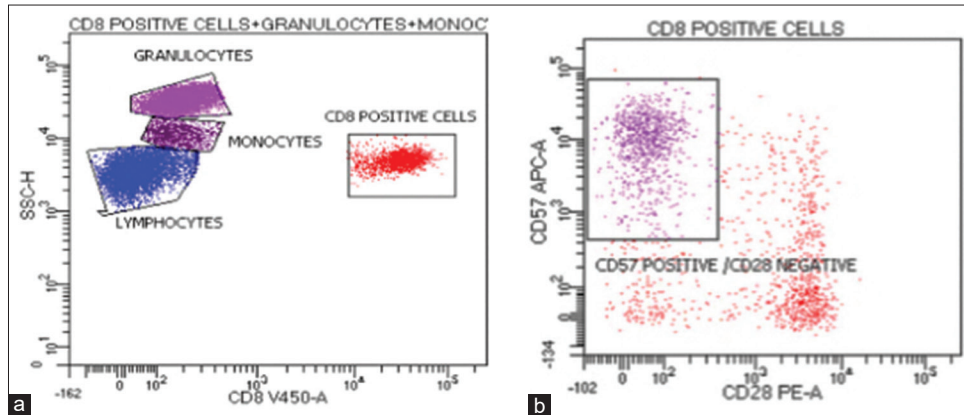 CD8 POSITIVE CELLS+GRANULOCYTES+MONOC
GRANULOCYTES
MONOCYTES
CD8 POSITIVE CELLS
LYMPHOCYTES
SSC-H
10^5
10^4
10^3
10^2
10^1
0
-162
0
10^2
10^3
10^4
10^5
CD8 V450-A
a
CD8 POSITIVE CELLS
CD57 APC-A
10^5
10^4
10^3
10^2
0
-134
CD57 POSITIVE /CD28 NEGATIVE
-102
0
10^2
10^3
10^4
10^5
CD28 PE-A
b